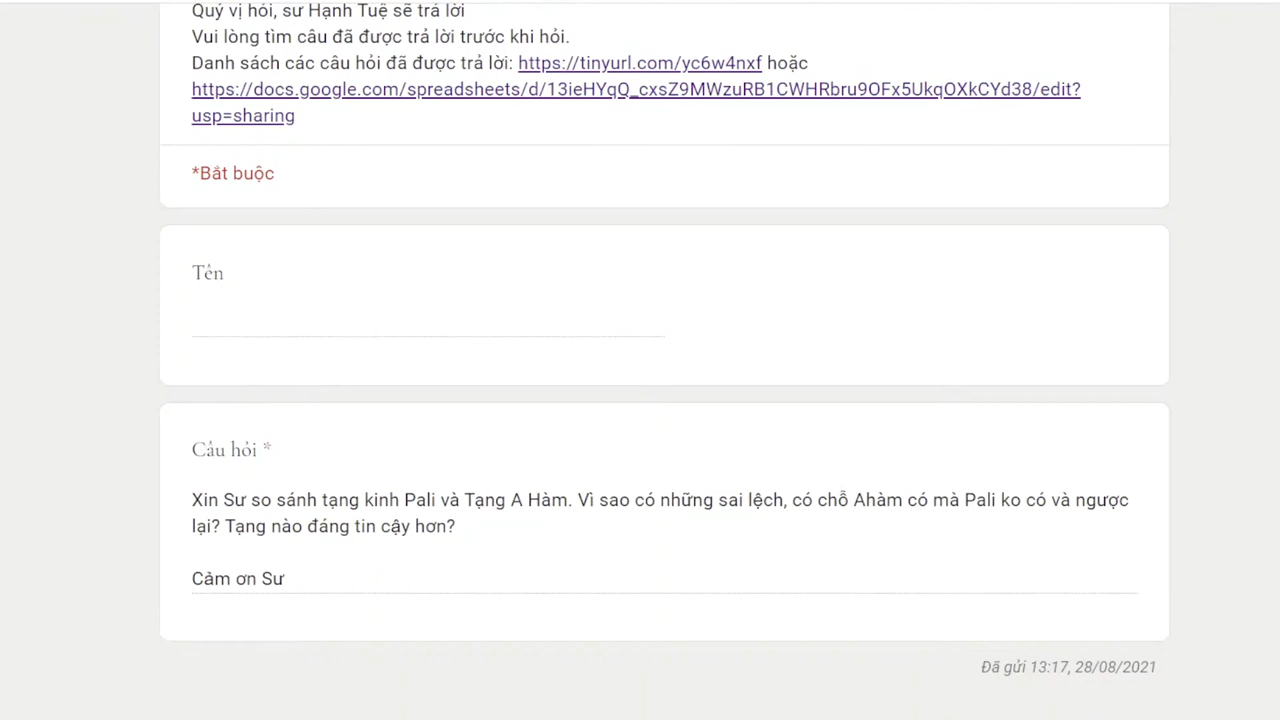 Quý vị hỏi, sư Hạnh Tuệ sẽ trả lời
Vui lòng tìm câu đã được trả lời trước khi hỏi.
Danh sách các câu hỏi đã được trả lời: https://tinyurl.com/yc6w4nxf hoặc
https://docs.google.com/spreadsheets/d/13ieHYqQ_cxsZ9MWzuRB1CWHRbru9OFx5UkqOXkCYd38/edit?
usp=sharing
*Bắt buộc
Tên
Câu hỏi *
Xin Sư so sánh tạng kinh Pali và Tạng A Hàm. Vì sao có những sai lệch, có chỗ Ahàm có mà Pali ko có và ngược
lại? Tạng nào đáng tin cậy hơn?
Cảm ơn Sư
Đã gửi 13:17, 28/08/2021